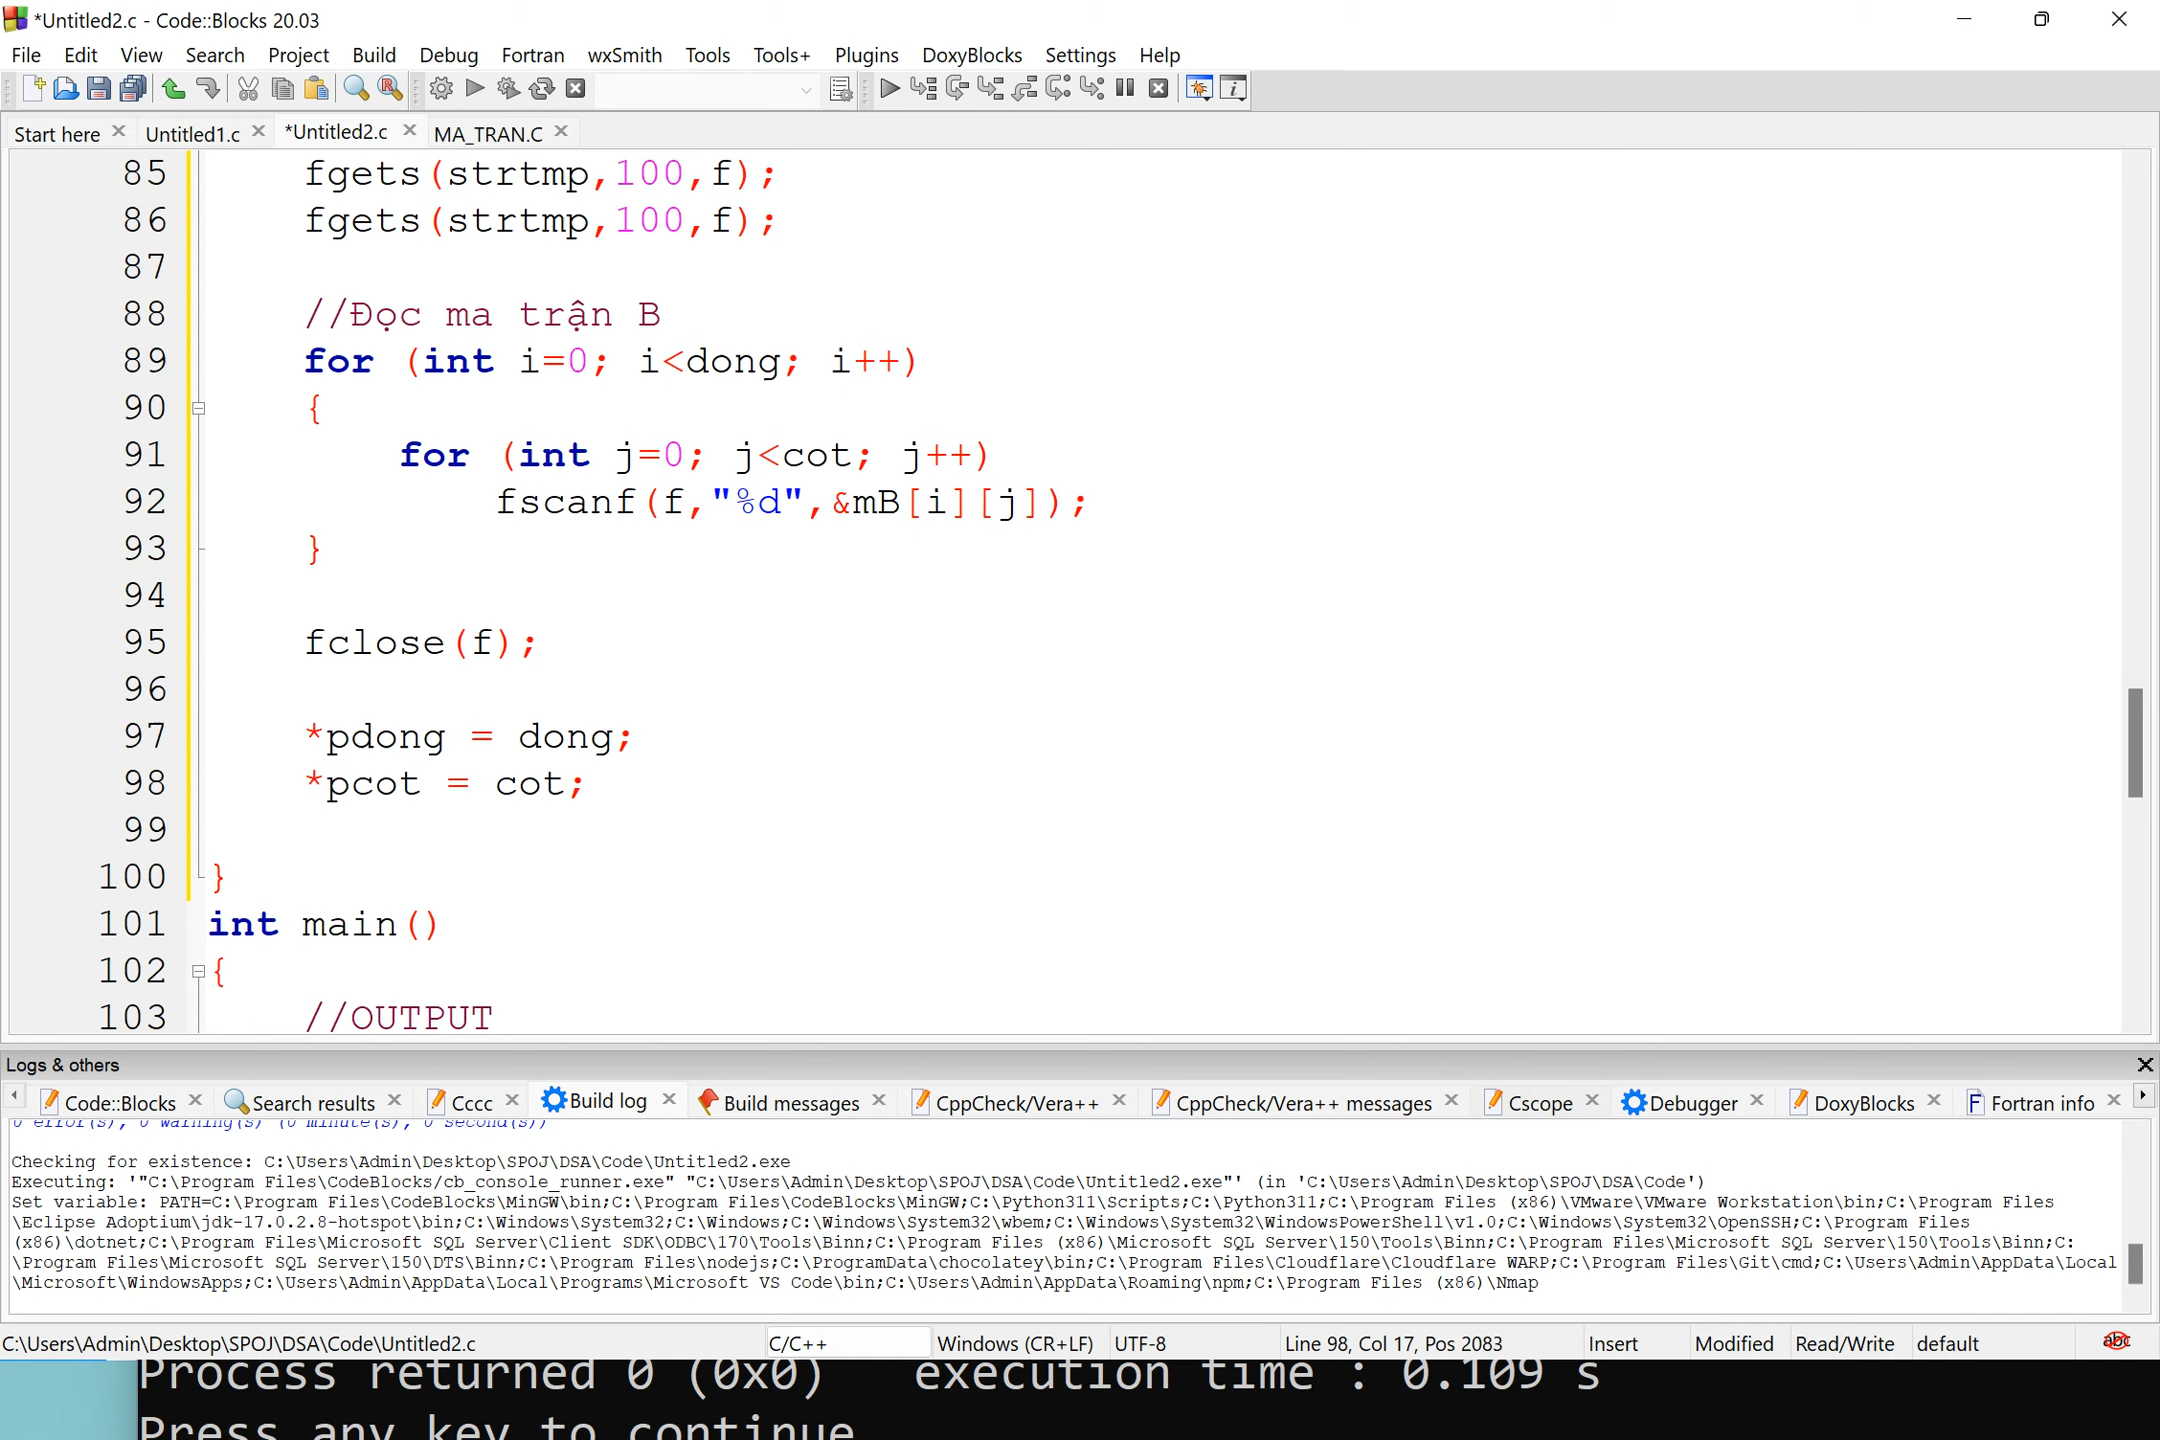 *Untitled2.c - Code::Blocks 20.03
File Edit View Search Project Build Debug Fortran wxSmith Tools Tools+ Plugins DoxyBlocks Settings Help
Start here Untitled1.c *Untitled2.c MA_TRAN.C
85 fgets(strtmp,100,f);
86 fgets(strtmp,100,f);
87
88 //Đọc ma trận B
89 for (int i=0; i<dong; i++)
90 {
91 for (int j=0; j<cot; j++)
92 fscanf(f,"%d",&mB[i][j]);
93 }
94
95 fclose(f);
96
97 *pdong = dong;
98 *pcot = cot;
99
100 }
101 int main()
102 {
103 //OUTPUT
Logs & others
Code::Blocks Search results Cccc Build log Build messages CppCheck/Vera++ CppCheck/Vera++ messages Cscope Debugger DoxyBlocks Fortran info
0 error(s), 0 warning(s) (0 minute(s), 0 second(s))
Checking for existence: C:\Users\Admin\Desktop\SPOJ\DSA\Code\Untitled2.exe
Executing: '"C:\Program Files\CodeBlocks/cb_console_runner.exe" "C:\Users\Admin\Desktop\SPOJ\DSA\Code\Untitled2.exe"' (in 'C:\Users\Admin\Desktop\SPOJ\DSA\Code')
Set variable: PATH=C:\Program Files\CodeBlocks\MinGW\bin;C:\Program Files\CodeBlocks\MinGW;C:\Python311\Scripts;C:\Python311;C:\Program Files (x86)\VMware\VMware Workstation\bin;C:\Program Files
\Eclipse Adoptium\jdk-17.0.2.8-hotspot\bin;C:\Windows\System32;C:\Windows;C:\Windows\System32\wbem;C:\Windows\System32\WindowsPowerShell\v1.0;C:\Windows\System32\OpenSSH;C:\Program Files
(x86)\dotnet;C:\Program Files\Microsoft SQL Server\Client SDK\ODBC\170\Tools\Binn;C:\Program Files (x86)\Microsoft SQL Server\150\Tools\Binn;C:\Program Files\Microsoft SQL Server\150\Tools\Binn;C:
\Program Files\Microsoft SQL Server\150\DTS\Binn;C:\Program Files\nodejs;C:\ProgramData\chocolatey\bin;C:\Program Files\Cloudflare\Cloudflare WARP;C:\Program Files\Git\cmd;C:\Users\Admin\AppData\Local
\Microsoft\WindowsApps;C:\Users\Admin\AppData\Local\Programs\Microsoft VS Code\bin;C:\Users\Admin\AppData\Roaming\npm;C:\Program Files (x86)\Nmap
C:\Users\Admin\Desktop\SPOJ\DSA\Code\Untitled2.c C/C++ Windows (CR+LF) UTF-8 Line 98, Col 17, Pos 2083 Insert Modified Read/Write default abc
Process returned 0 (0x0) execution time : 0.109 s
Press any key to continue